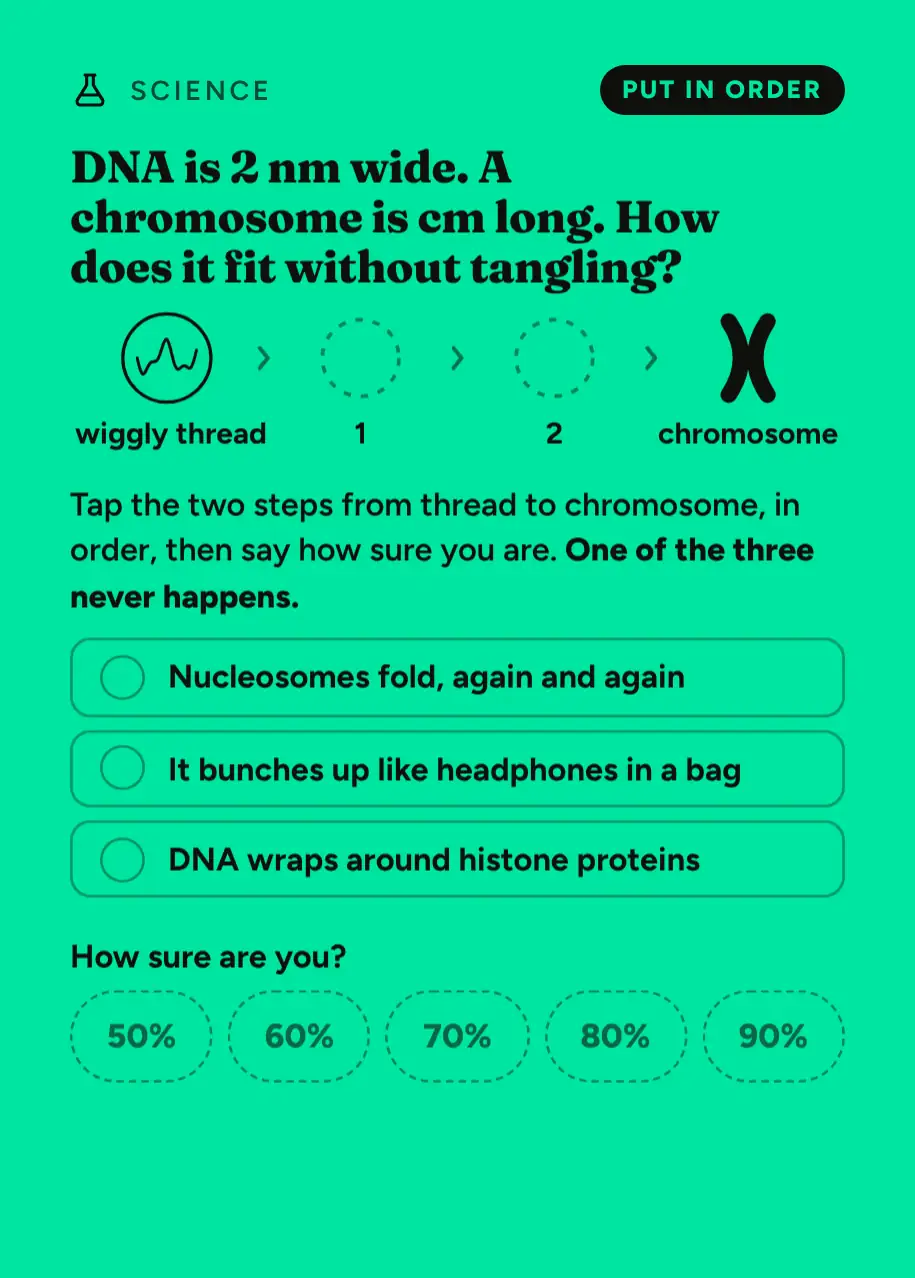 SCIENCE
PUT IN ORDER
DNA is 2 nm wide. A
chromosome is cm long. How
does it fit without tangling?
wiggly thread
1
2
chromosome
Tap the two steps from thread to chromosome, in
order, then say how sure you are. One of the three
never happens.
Nucleosomes fold, again and again
It bunches up like headphones in a bag
DNA wraps around histone proteins
How sure are you?
50%
60%
70%
80%
90%